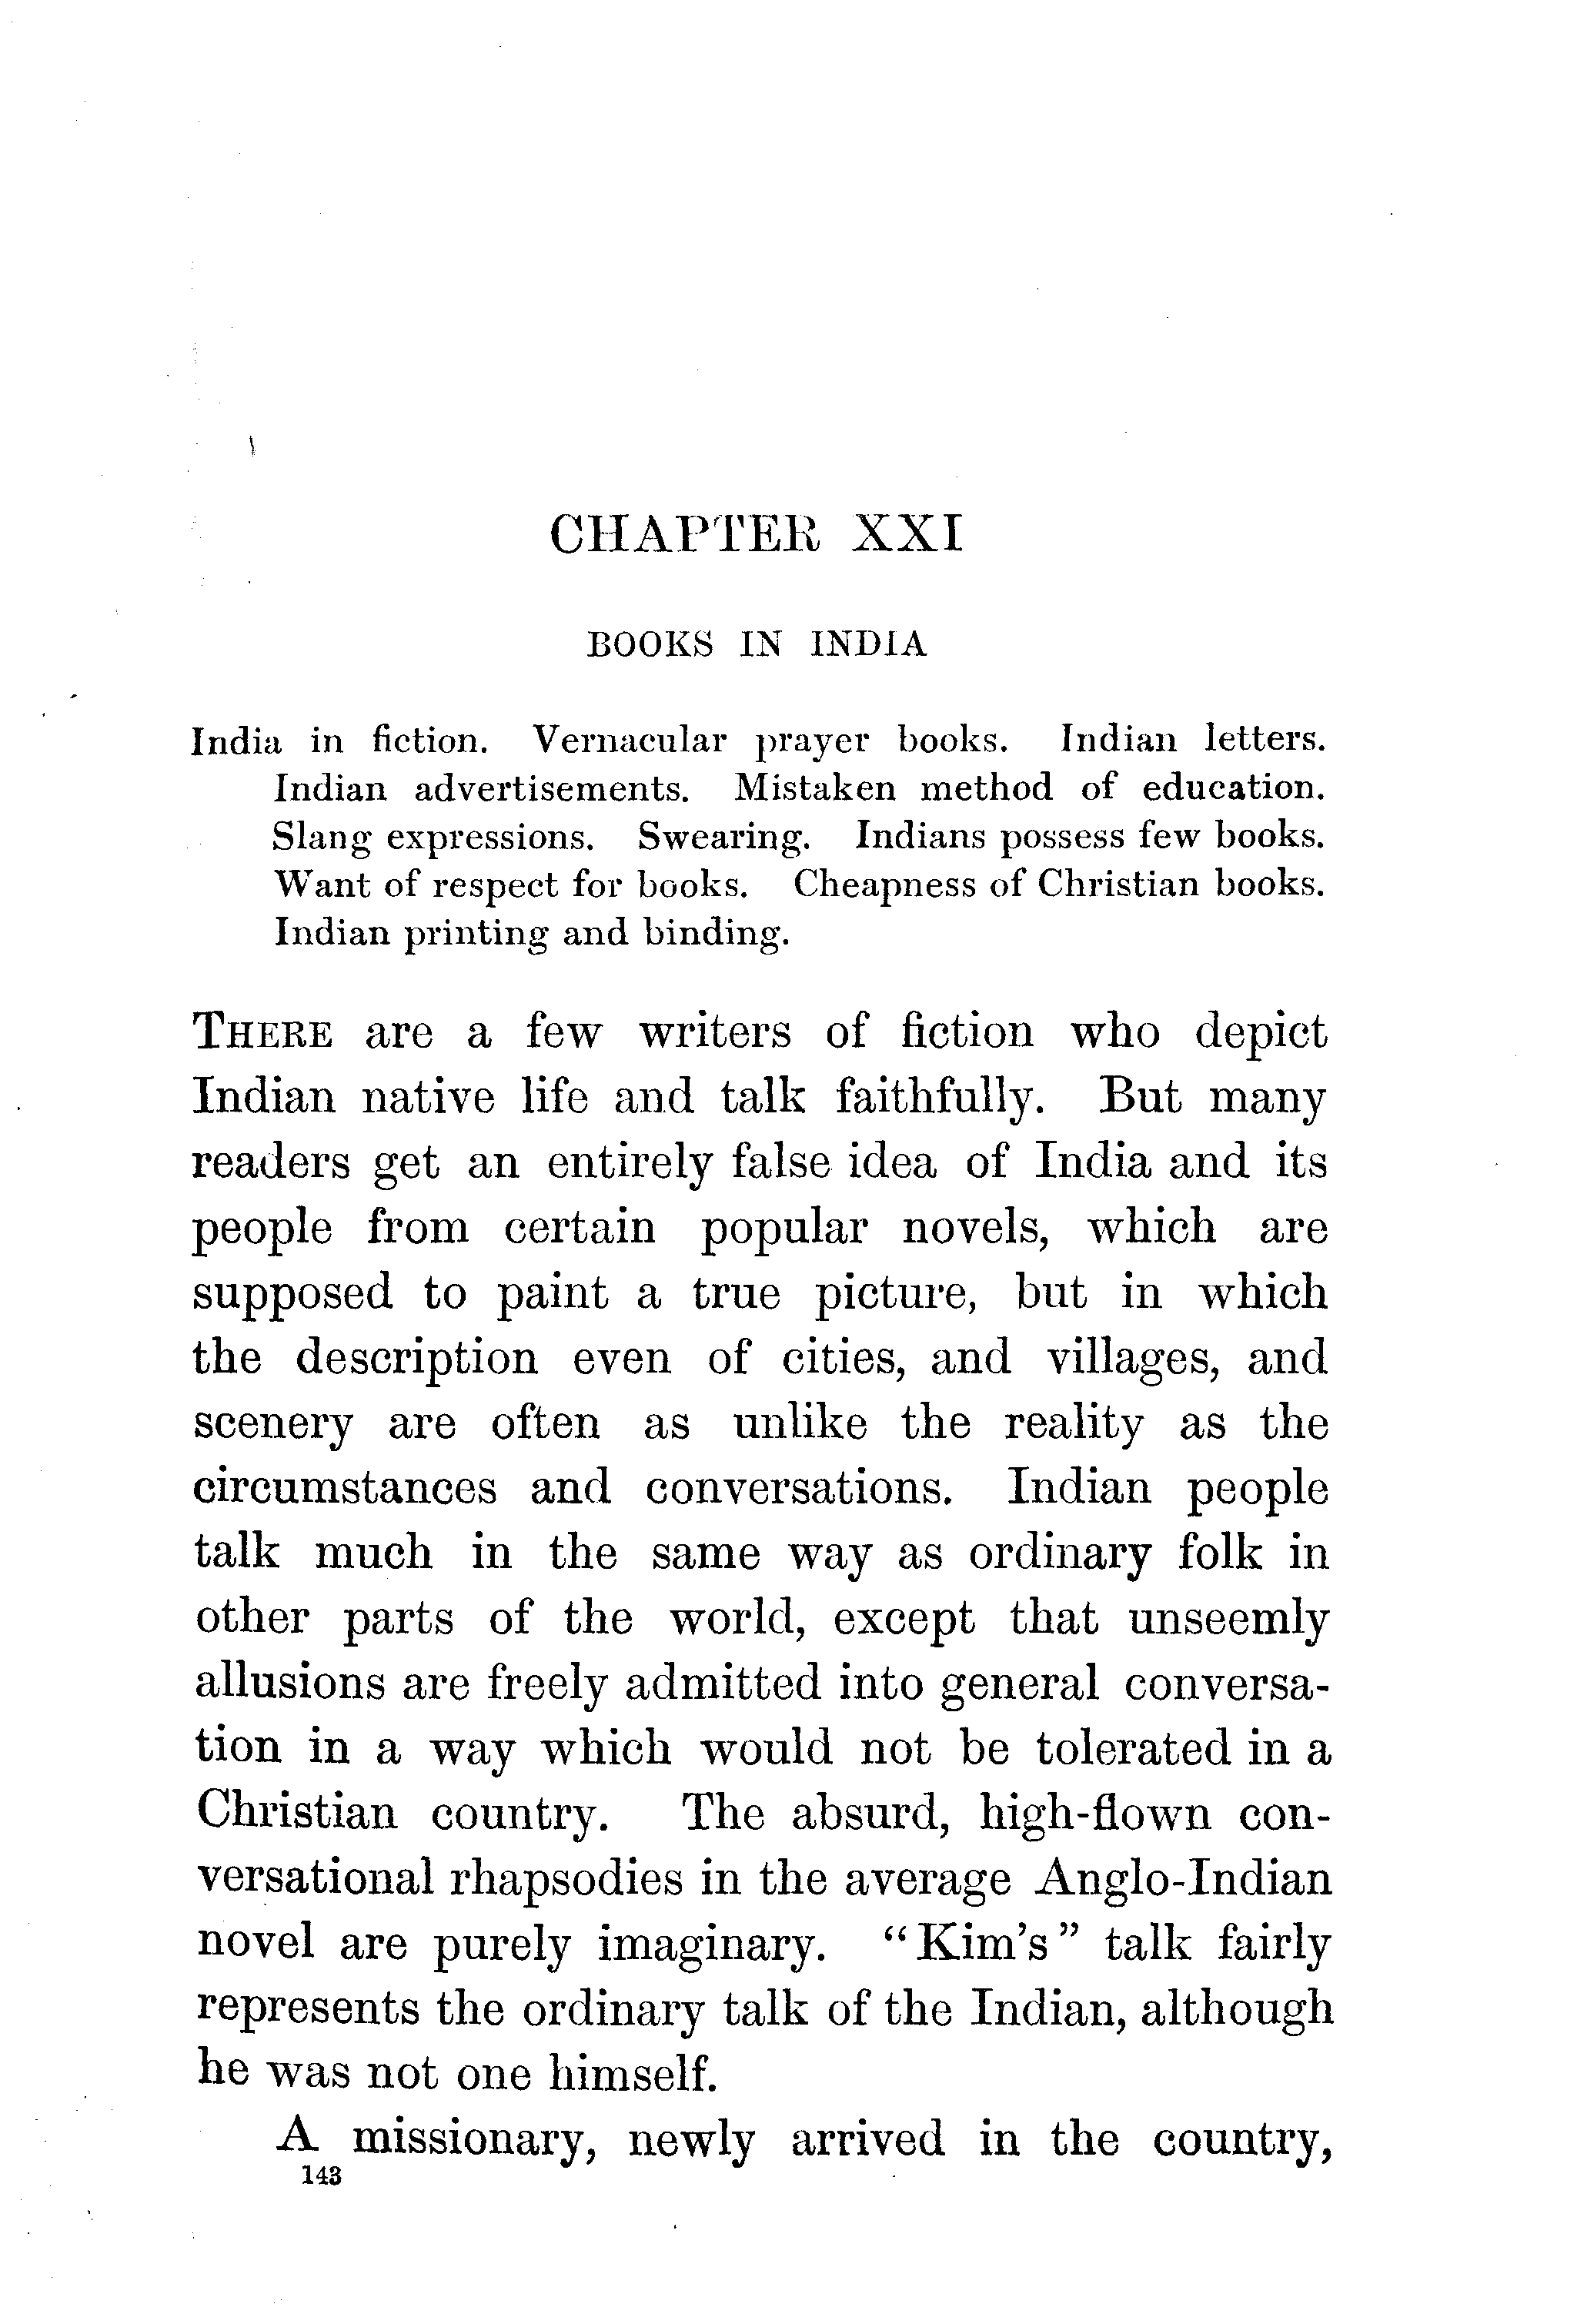 CHAPTER XXI
BOOKS IN INDIA
India in fiction. Vernacular prayer books. Indian letters.
Indian advertisements. Mistaken method of education.
Slang expressions. Swearing. Indians possess few books.
Want of respect for books. Cheapness of Christian books.
Indian printing and binding.
THERE are a few writers of fiction who depict
Indian native life and talk faithfully. But many
readers get an entirely false idea of India and its
people from certain popular novels, which are
supposed to paint a true picture, but in which
the description even of cities, and villages, and
scenery are often as unlike the reality as the
circumstances and conversations. Indian people
talk much in the same way as ordinary folk in
other parts of the world, except that unseemly
allusions are freely admitted into general conversa-
tion in a way which would not be tolerated in a
Christian country. The absurd, high-flown con-
versational rhapsodies in the average Anglo-Indian
novel are purely imaginary. "Kim's" talk fairly
represents the ordinary talk of the Indian, although
he was not one himself.
A missionary, newly arrived in the country,
143